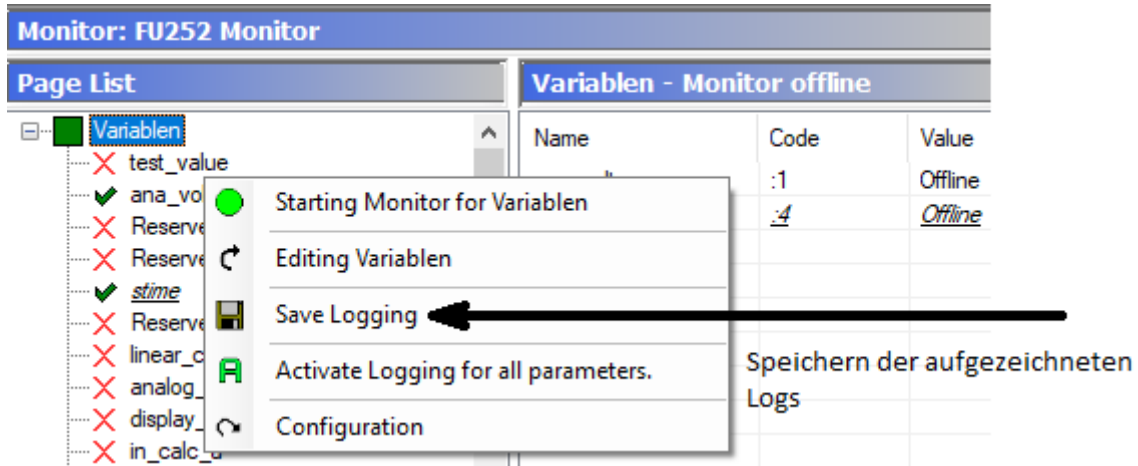 Monitor: FU252 Monitor
Page List
Variablen - Monitor offline
Variablen
Name Code Value
test_value
:1 Offline
:4 Offline
stime
Starting Monitor for Variablen
Editing Variablen
Save Logging
Activate Logging for all parameters.
Configuration
Speichern der aufgezeichneten
Logs